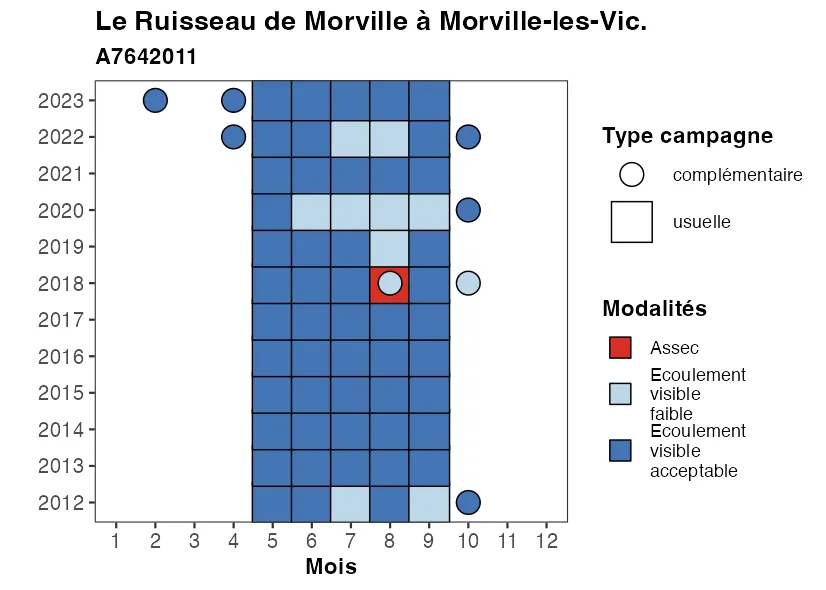 Le Ruisseau de Morville à Morville-les-Vic.
A7642011
2023
2022
2021
2020
2019
2018
2017
2016
2015
2014
2013
2012
1 2 3 4 5 6 7 8 9 10 11 12
Mois
Type campagne
complémentaire
usuelle
Modalités
Assec
Ecoulement
visible
faible
Ecoulement
visible
acceptable